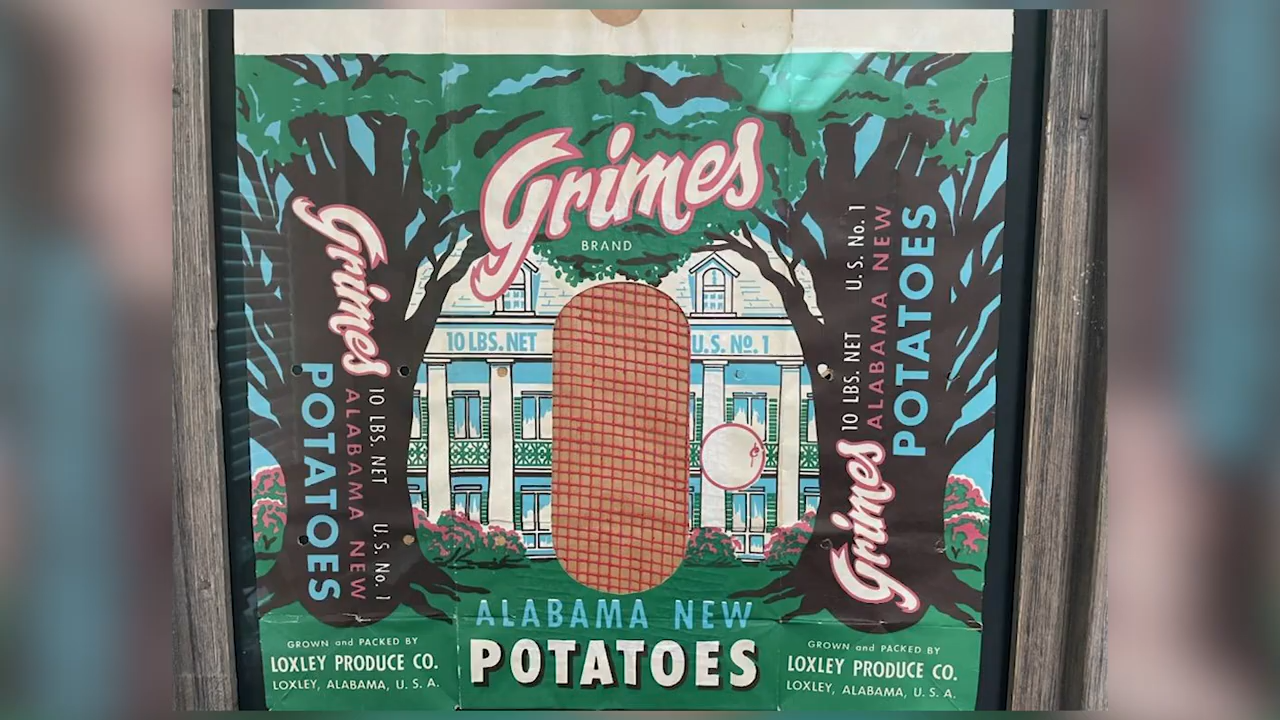 Grimes
BRAND
10 LBS. NET
U.S. No. 1
ALABAMA NEW
POTATOES
Grimes
10 LBS. NET U.S. No. 1
ALABAMA NEW
POTATOES
10 LBS. NET U.S. No. 1
Grimes ALABAMA NEW
POTATOES
GROWN and PACKED BY
LOXLEY PRODUCE CO.
LOXLEY, ALABAMA, U. S. A.
GROWN and PACKED BY
LOXLEY PRODUCE CO.
LOXLEY, ALABAMA, U. S. A.